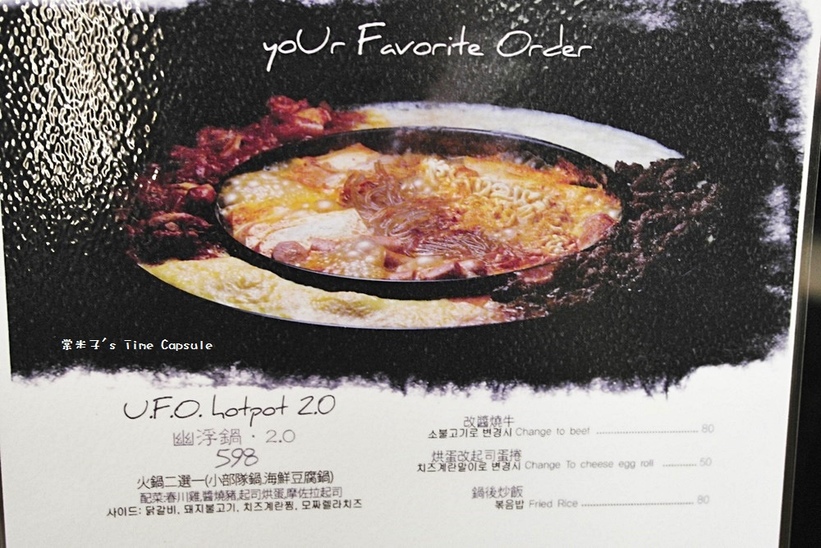 yoUr Favorite Order
棠米子's Time Capsule
U.F.O. hotpot 2.0
幽浮鍋・2.0
598
火鍋二選一(小部隊鍋,海鮮豆腐鍋)
配菜:春川雞,醬燒豬,起司烘蛋,摩佐拉起司
사이드: 닭갈비, 돼지불고기, 치즈계란찜, 모짜렐라치즈
改醬燒牛
소불고기로 변경시 Change to beef ........................ 80
烘蛋改起司蛋捲
치즈계란말이로 변경시 Change To cheese egg roll ........ 50
鍋後炒飯
볶음밥 Fried Rice ........................ 80